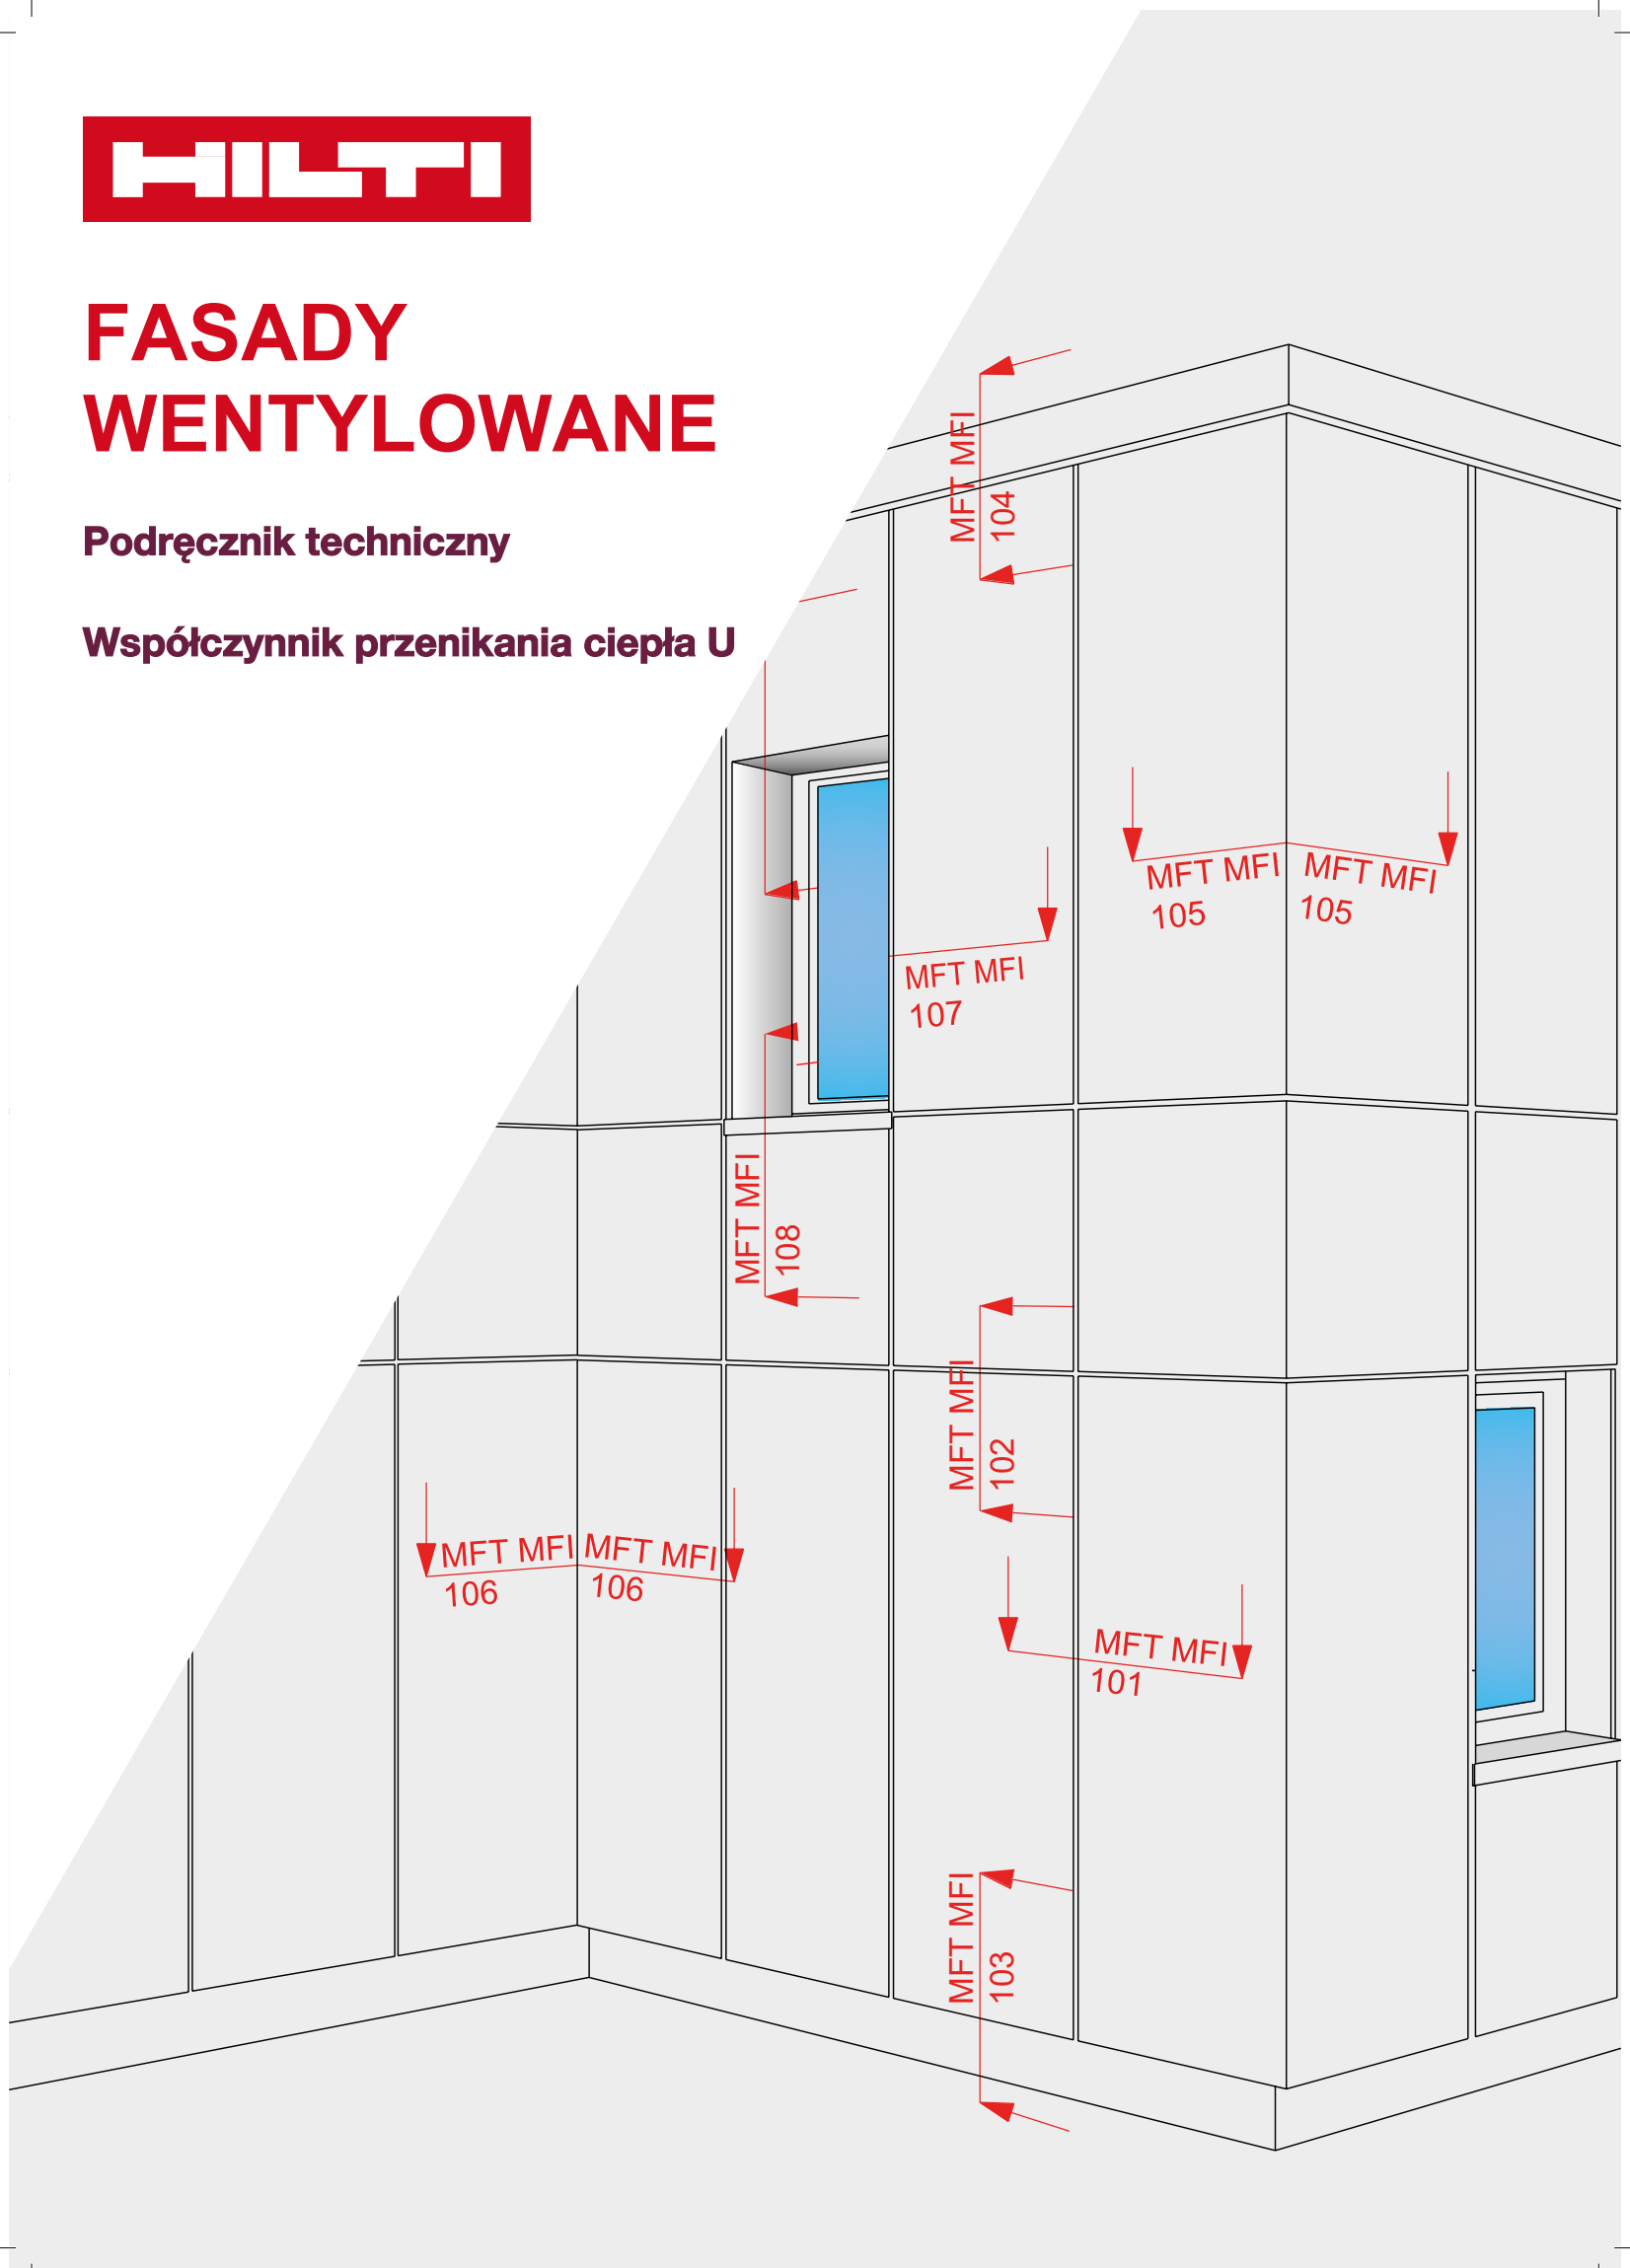 HILTI
FASADY
WENTYLOWANE
Podręcznik techniczny
Współczynnik przenikania ciepła U
MFT MFI
104
MFT MFI
105
MFT MFI
105
MFT MFI
107
MFT MFI
108
MFT MFI
102
MFT MFI
106
MFT MFI
106
MFT MFI
101
MFT MFI
103